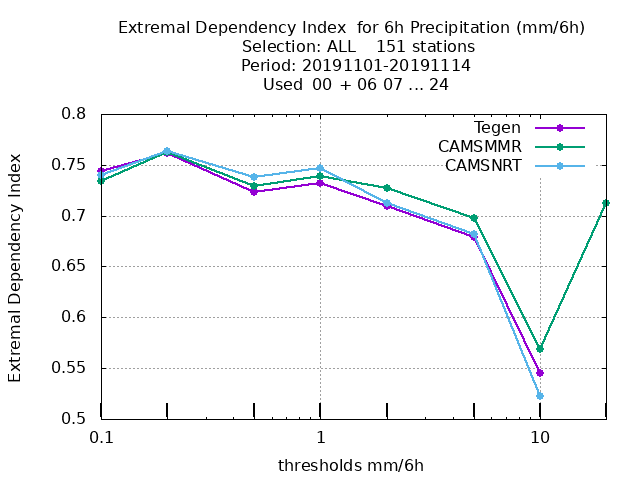 Extremal Dependency Index  for 6h Precipitation (mm/6h)
Selection: ALL    151 stations
Period: 20191101-20191114
Used  00 + 06 07 ... 24
Tegen
CAMSMMR
CAMSNRT
0.8
0.75
0.7
0.65
0.6
0.55
0.5
Extremal Dependency Index
0.1
1
10
thresholds mm/6h